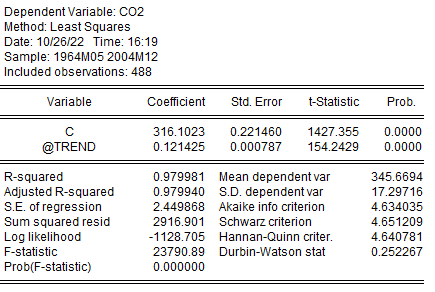 Dependent Variable: CO2
Method: Least Squares
Date: 10/26/22 Time: 16:19
Sample: 1964M05 2004M12
Included observations: 488
Variable Coefficient Std. Error t-Statistic Prob.
C 316.1023 0.221460 1427.355 0.0000
@TREND 0.121425 0.000787 154.2429 0.0000
R-squared 0.979981 Mean dependent var 345.6694
Adjusted R-squared 0.979940 S.D. dependent var 17.29716
S.E. of regression 2.449868 Akaike info criterion 4.634035
Sum squared resid 2916.901 Schwarz criterion 4.651209
Log likelihood -1128.705 Hannan-Quinn criter. 4.640781
F-statistic 23790.89 Durbin-Watson stat 0.252267
Prob(F-statistic) 0.000000